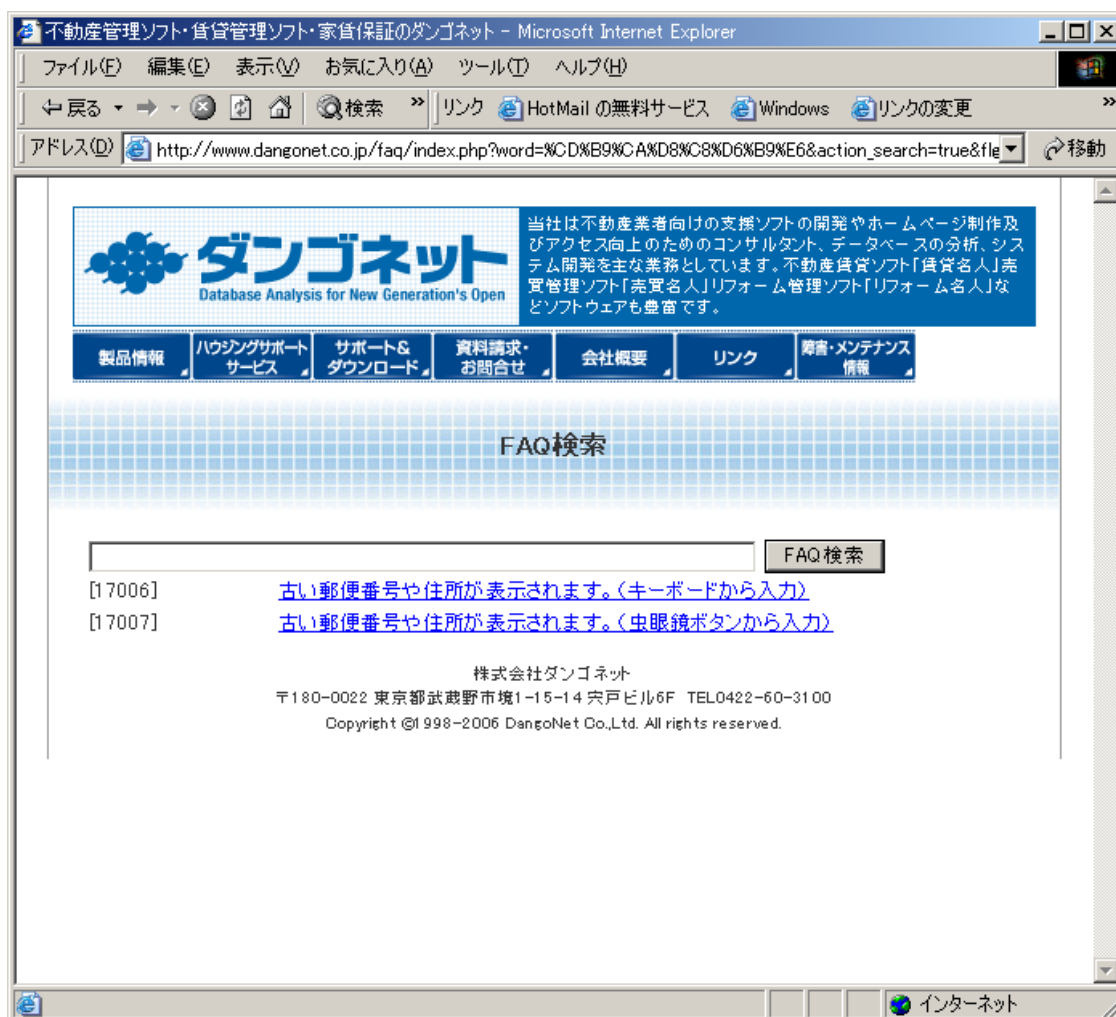 不動産管理ソフト・賃貸管理ソフト・家賃保証のダンゴネット - Microsoft Internet Explorer
ファイル(F) 編集(E) 表示(V) お気に入り(A) ツール(T) ヘルプ(H)
戻る 検索 » リンク HotMail の無料サービス Windows リンクの変更 »
アドレス(D) http://www.dangonet.co.jp/faq/index.php?word=%CD%B9%CA%D8%C8%D6%B9%E6&action_search=true&flg 移動
ダンゴネット
Database Analysis for New Generation's Open
当社は不動産業者向けの支援ソフトの開発やホームページ制作及
びアクセス向上のためのコンサルタント、データベースの分析、シス
テム開発を主な業務としています。不動産賃貸ソフト「賃貸名人」売
買管理ソフト「売買名人」リフォーム管理ソフト「リフォーム名人」な
どソフトウェアも豊富です。
製品情報
ハウジングサポート
サービス
サポート&
ダウンロード
資料請求・
お問合せ
会社概要
リンク
障害・メンテナンス
情報
FAQ検索
FAQ検索
[17006] 古い郵便番号や住所が表示されます。（キーボードから入力）
[17007] 古い郵便番号や住所が表示されます。（虫眼鏡ボタンから入力）
株式会社ダンゴネット
〒180-0022 東京都武蔵野市境1-15-14 宍戸ビル6F TEL0422-60-3100
Copyright @1998-2006 DangoNet Co.,Ltd. All rights reserved.
インターネット